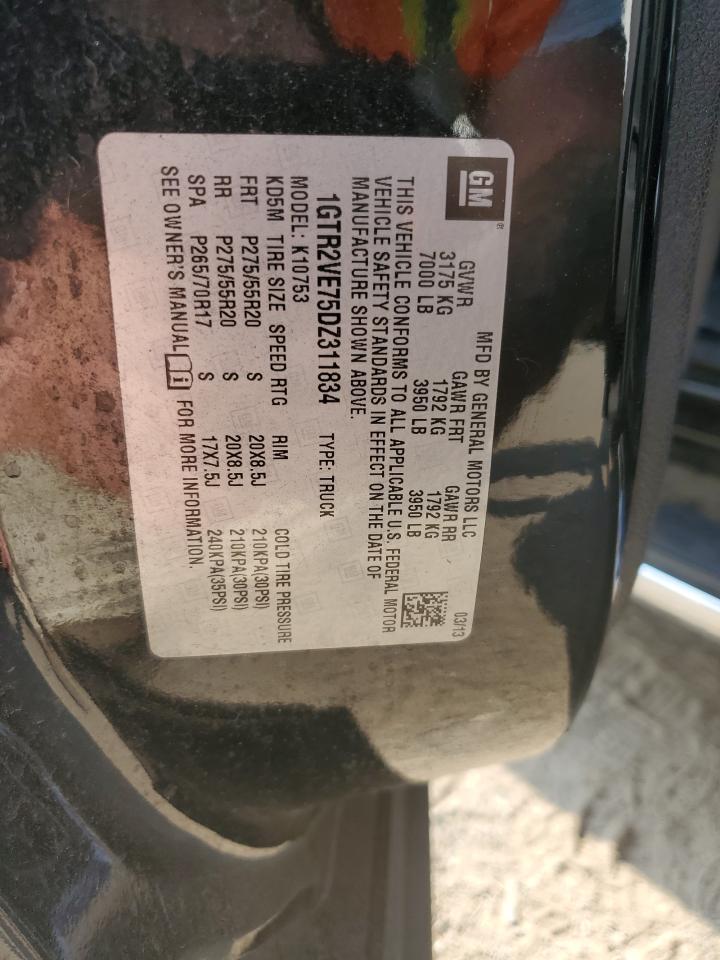 GM®
MFD BY GENERAL MOTORS LLC 03/13
GVWR GAWR FRT GAWR RR
3175 KG 1792 KG 1792 KG
7000 LB 3950 LB 3950 LB
THIS VEHICLE CONFORMS TO ALL APPLICABLE U.S. FEDERAL MOTOR
VEHICLE SAFETY STANDARDS IN EFFECT ON THE DATE OF
MANUFACTURE SHOWN ABOVE.
1GTR2VE75DZ311834 TYPE: TRUCK
MODEL: K10753
KD5M TIRE SIZE SPEED RTG RIM COLD TIRE PRESSURE
FRT P275/55R20 S 20X8.5J 210KPA(30PSI)
RR P275/55R20 S 20X8.5J 210KPA(30PSI)
SPA P265/70R17 S 17X7.5J 240KPA(35PSI)
SEE OWNER'S MANUAL FOR MORE INFORMATION.